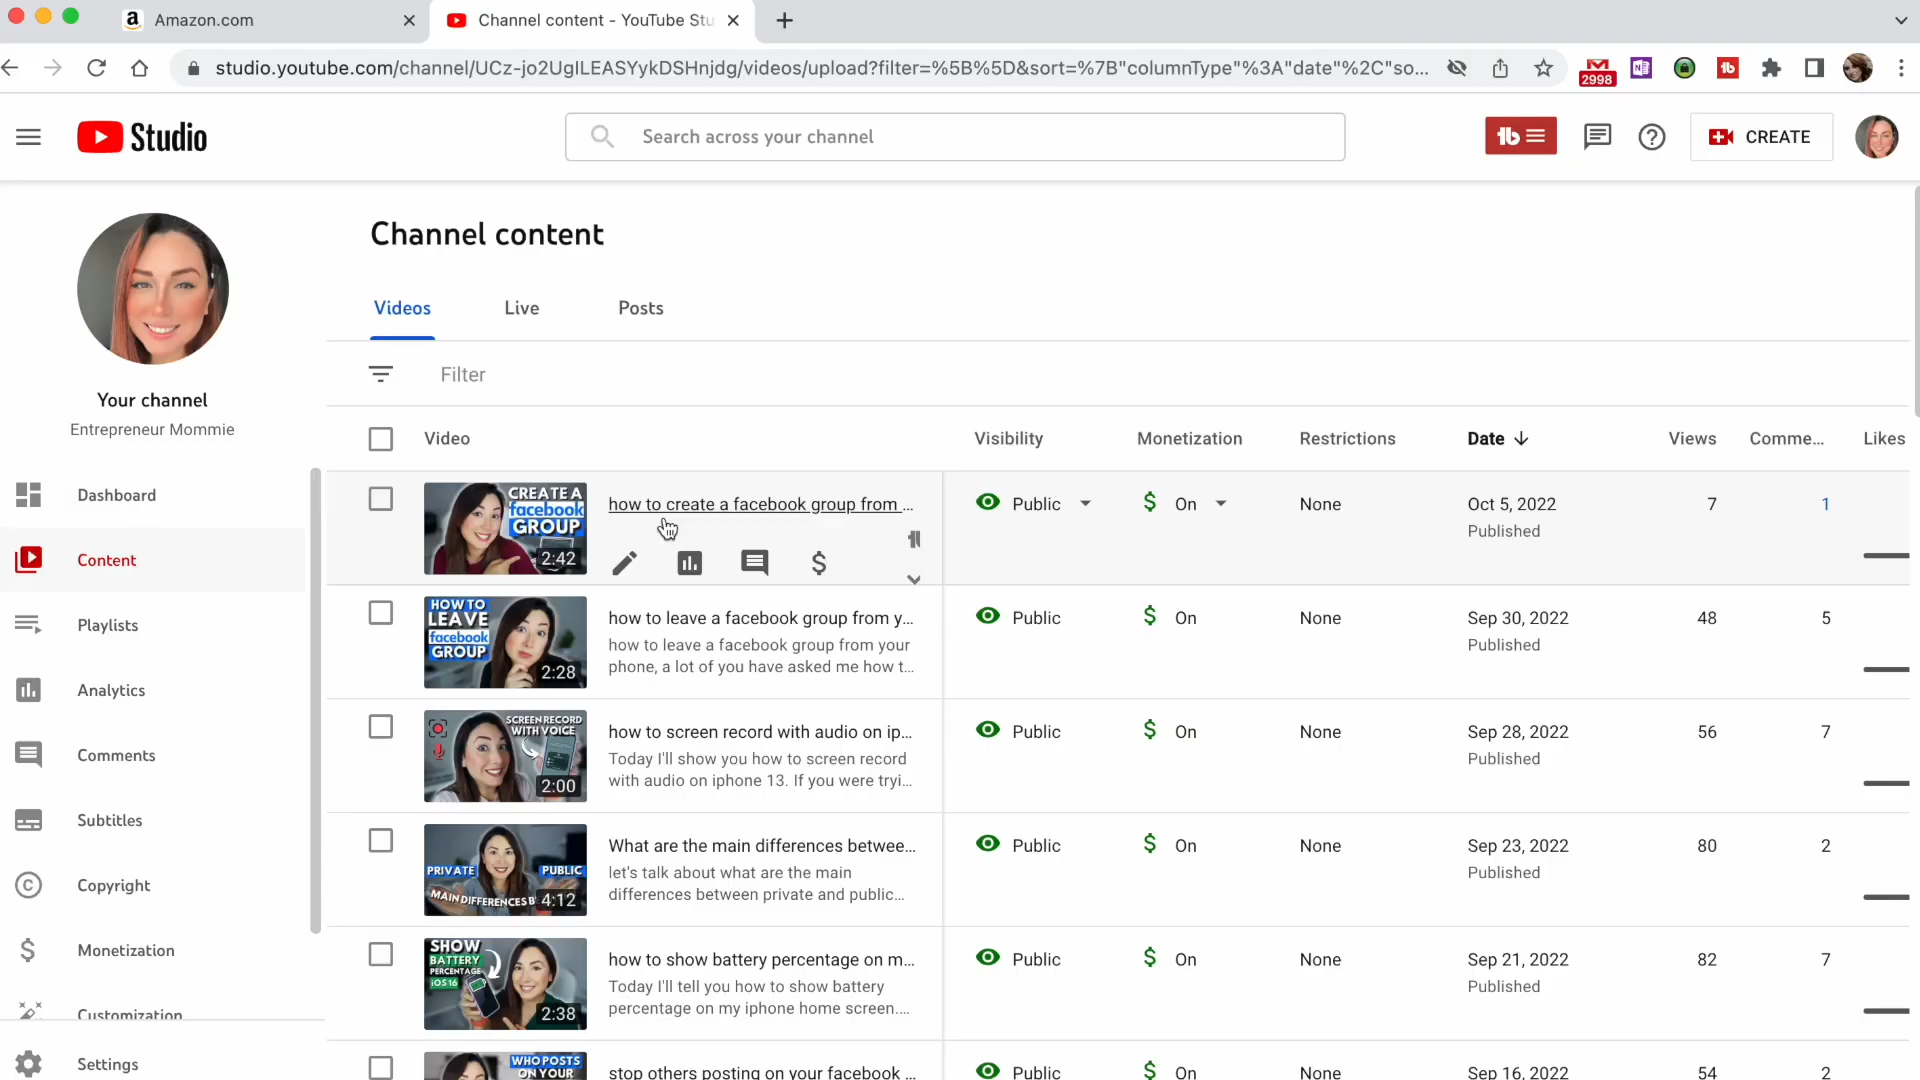 Amazon.com
Channel content - YouTube Stu
studio.youtube.com/channel/UCz-jo2UgILEASYykDSHnjdg/videos/upload?filter=%5B%5D&sort=%7B"columnType"%3A"date"%2C"so...
2998
Studio
Search across your channel
CREATE
Channel content
Videos Live Posts
Filter
Your channel
Entrepreneur Mommie
Dashboard
Content
Playlists
Analytics
Comments
Subtitles
Copyright
Monetization
Customization
Settings
Video Visibility Monetization Restrictions Date Views Comme... Likes
CREATE A
facebook
GROUP
2:42
how to create a facebook group from ...
Public $ On None Oct 5, 2022 7 1
Published
HOW TO
LEAVE
facebook
GROUP
2:28
how to leave a facebook group from y...
how to leave a facebook group from your
phone, a lot of you have asked me how t...
Public $ On None Sep 30, 2022 48 5
Published
SCREEN RECORD
WITH VOICE
2:00
how to screen record with audio on ip...
Today I'll show you how to screen record
with audio on iphone 13. If you were tryi...
Public $ On None Sep 28, 2022 56 7
Published
PRIVATE PUBLIC
MAIN DIFFERENCES B
4:12
What are the main differences betwee...
let's talk about what are the main
differences between private and public...
Public $ On None Sep 23, 2022 80 2
Published
SHOW
BATTERY
PERCENTAGE
iOS 16
2:38
how to show battery percentage on m...
Today I'll tell you how to show battery
percentage on my iphone home screen....
Public $ On None Sep 21, 2022 82 7
Published
WHO POSTS
ON YOUR
stop others posting on your facebook ...
Public $ On None Sep 16, 2022 54 2